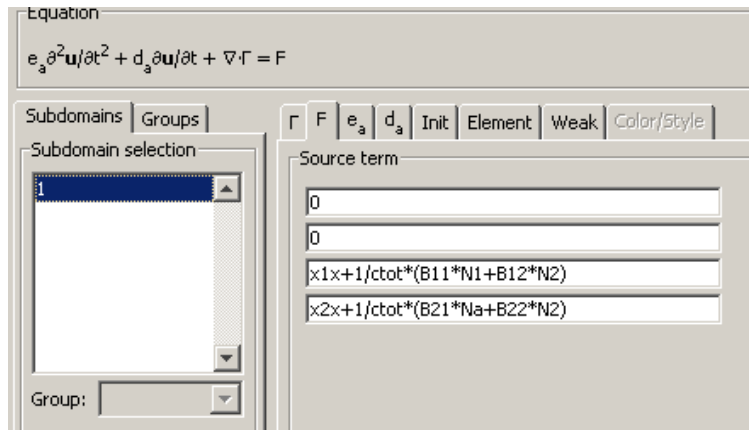 Equation
eₐ∂²u/∂t² + dₐ∂u/∂t + ∇·Γ = F
Subdomains Groups Γ F eₐ dₐ Init Element Weak Color/Style
Subdomain selection Source term
1
0
0
x1x+1/ctot*(B11*N1+B12*N2)
x2x+1/ctot*(B21*Na+B22*N2)
Group: